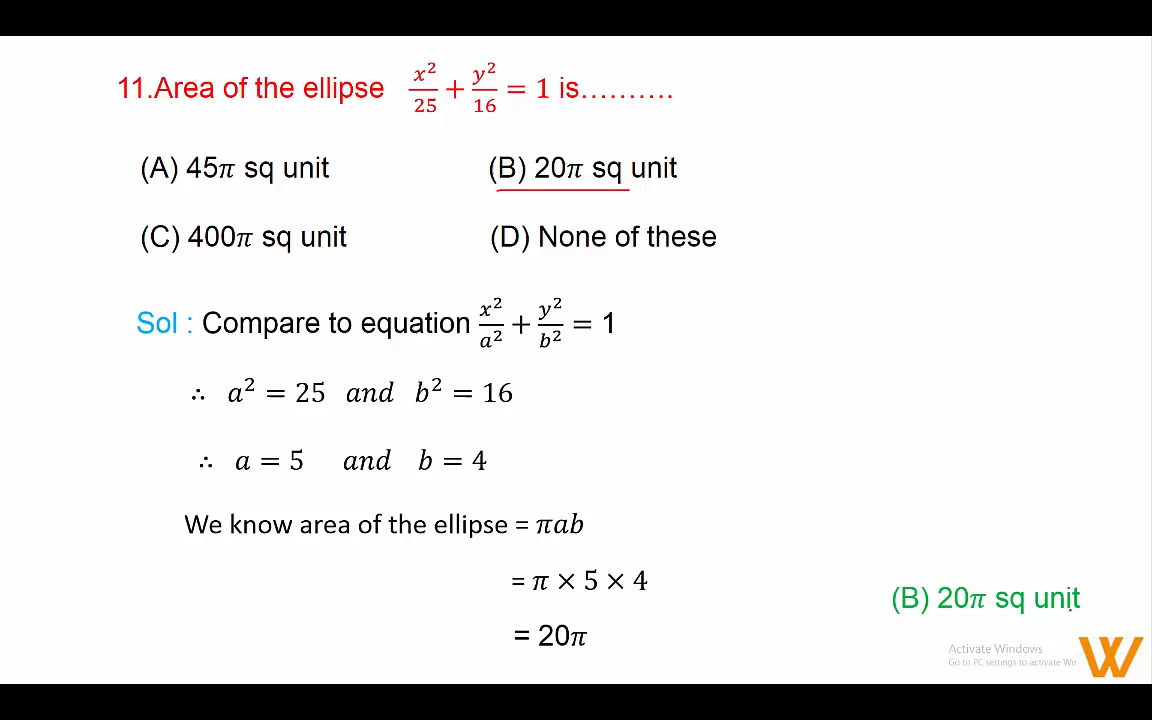 11.Area of the ellipse x²/25 + y²/16 = 1 is..........
(A) 45π sq unit (B) 20π sq unit
(C) 400π sq unit (D) None of these
Sol : Compare to equation x²/a² + y²/b² = 1
∴ a² = 25 and b² = 16
∴ a = 5 and b = 4
We know area of the ellipse = πab
= π × 5 × 4
= 20π
(B) 20π sq unit
Activate Windows
Go to PC settings to activate Wir